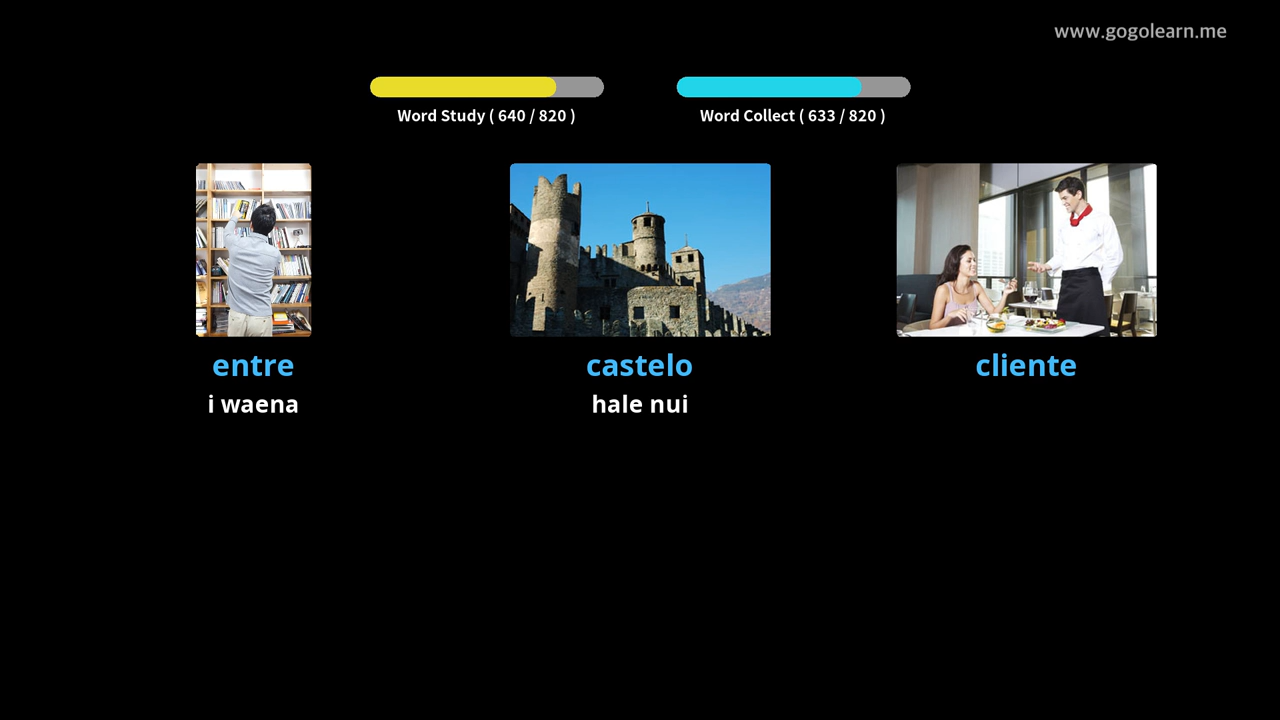 www.gogolearn.me
Word Study ( 640 / 820 )
Word Collect ( 633 / 820 )
entre
castelo
cliente
i waena
hale nui